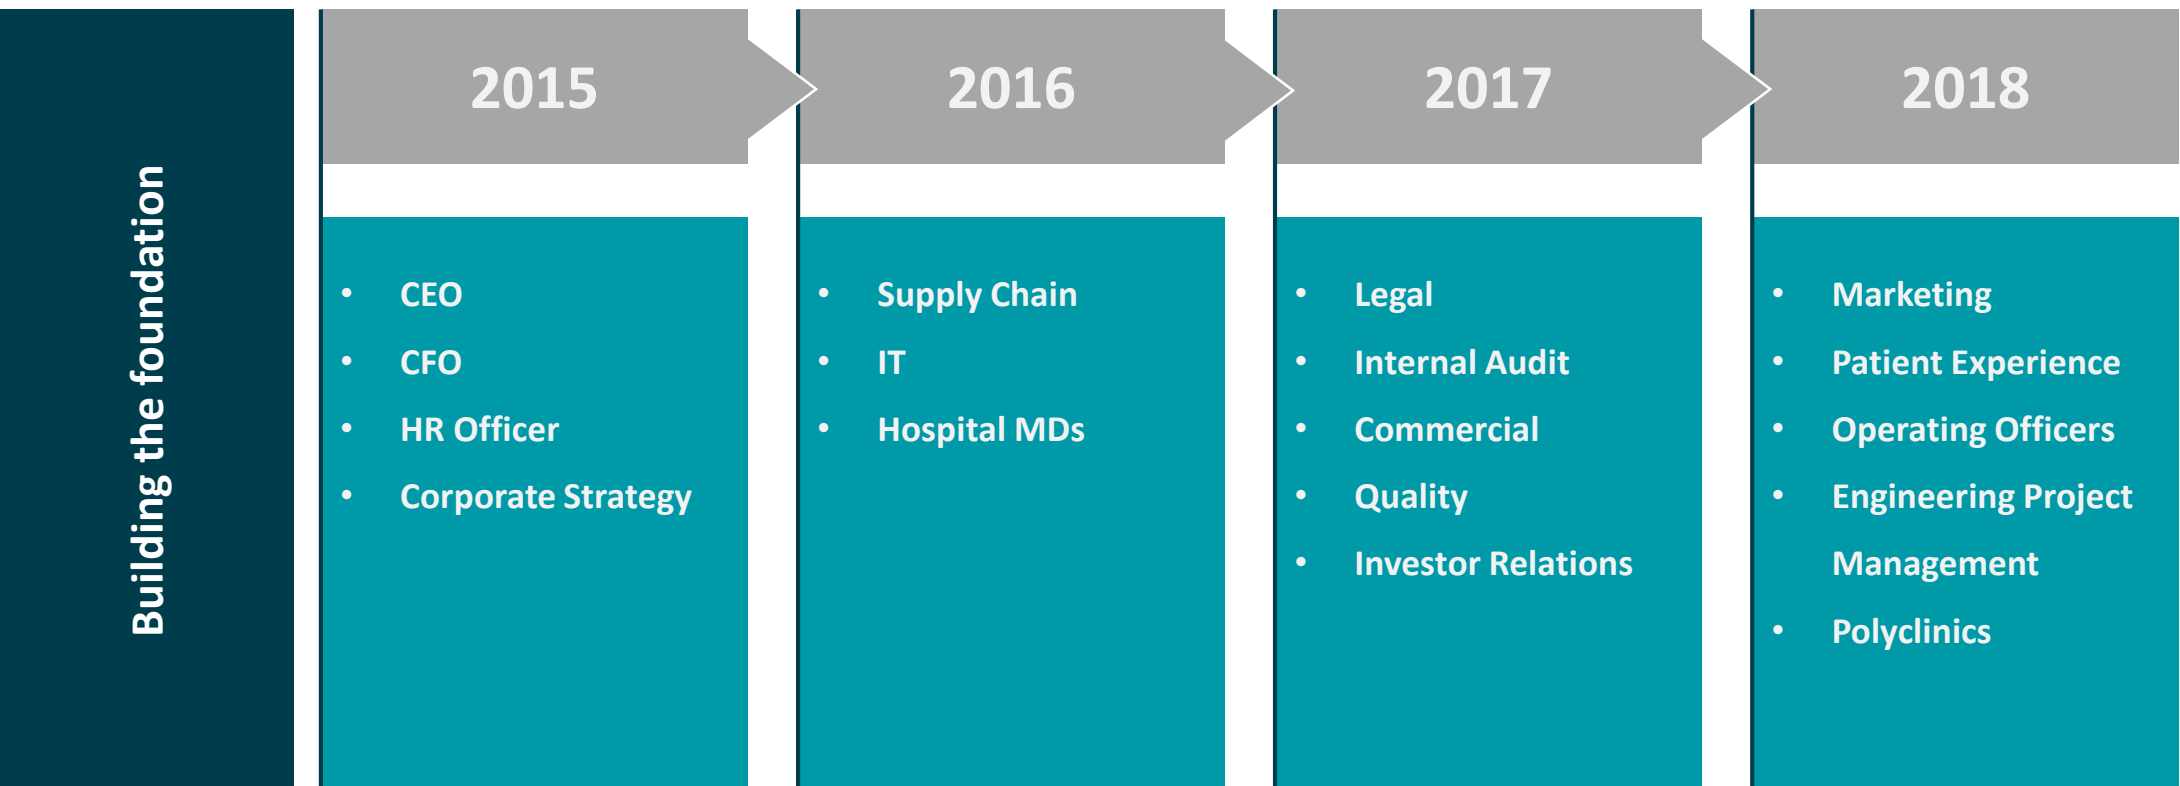 Building the foundation
2015
• CEO
• CFO
• HR Officer
• Corporate Strategy
2016
• Supply Chain
• IT
• Hospital MDs
2017
• Legal
• Internal Audit
• Commercial
• Quality
• Investor Relations
2018
• Marketing
• Patient Experience
• Operating Officers
• Engineering Project
Management
• Polyclinics